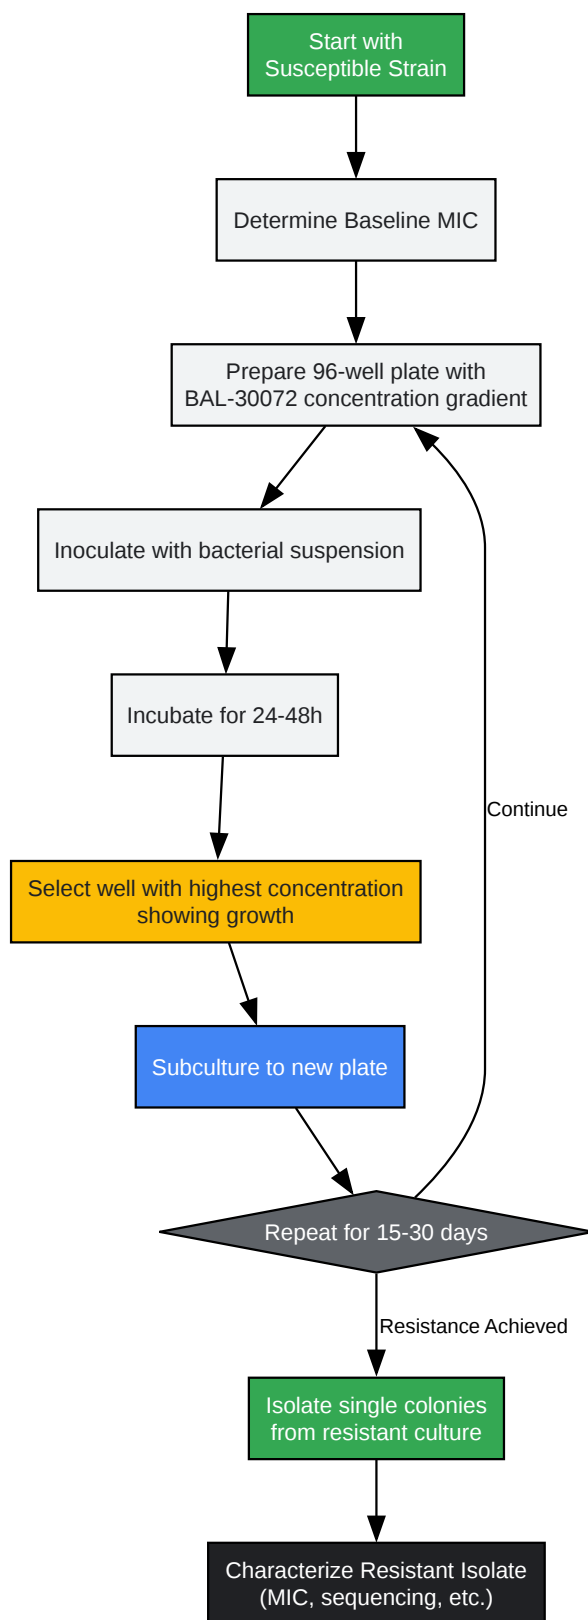 Start with
Susceptible Strain
Determine Baseline MIC
Prepare 96-well plate with
BAL-30072 concentration gradient
Inoculate with bacterial suspension
Incubate for 24-48h
Continue
Select well with highest concentration
showing growth
Subculture to new plate
Repeat for 15-30 days
Resistance Achieved
Isolate single colonies
from resistant culture
Characterize Resistant Isolate
(MIC, sequencing, etc.)